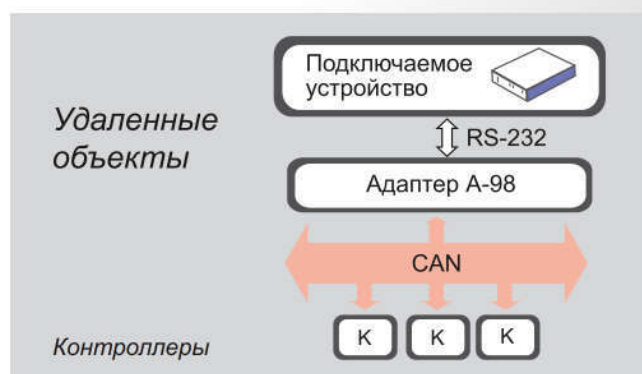 Подключаемое
устройство
Удаленные
объекты
RS-232
Адаптер А-98
CAN
К К К
Контроллеры